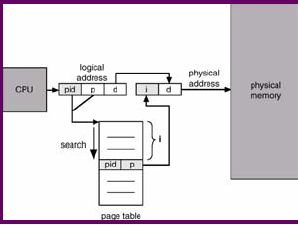 logical
address
physical
address
CPU
pid p d
i d
physical
memory
search
i
pid p
page table